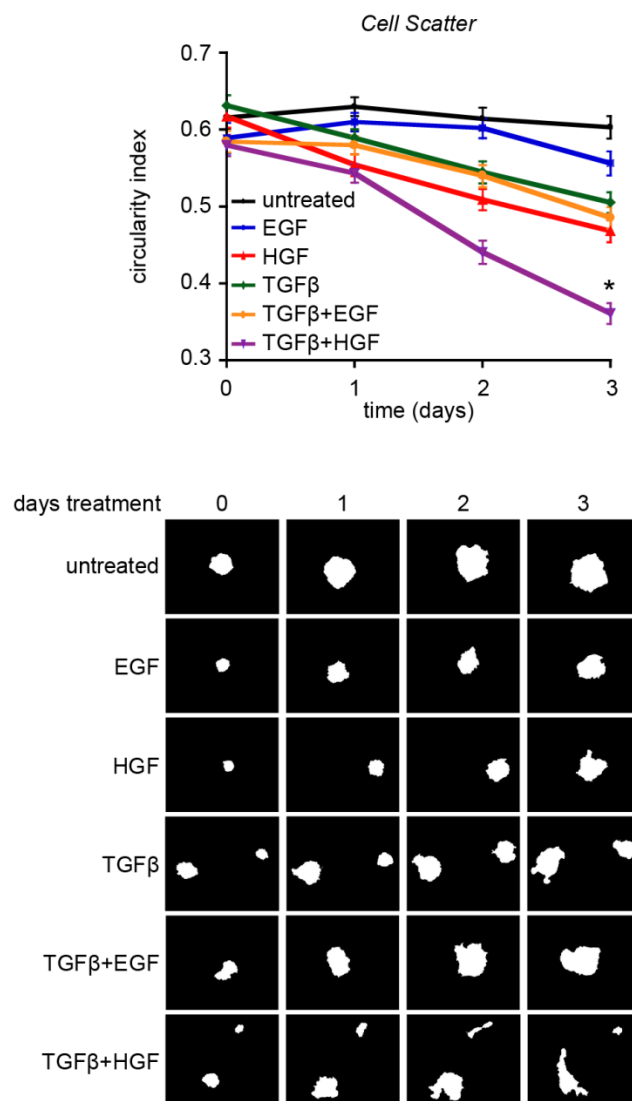 Cell Scatter
0.7
0.6
0.5
0.4
0.3
circularity index
untreated
EGF
HGF
TGFβ
TGFβ+EGF
TGFβ+HGF
*
0 1 2 3
time (days)
days treatment 0 1 2 3
untreated
EGF
HGF
TGFβ
TGFβ+EGF
TGFβ+HGF